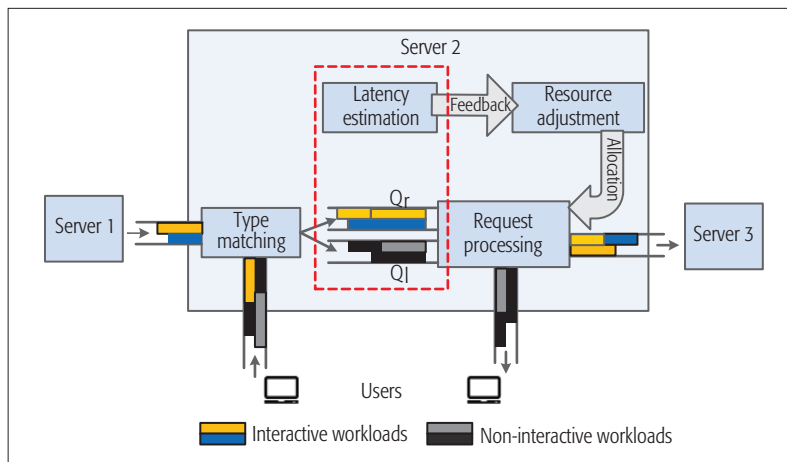 Server 2
Latency
estimation
Feedback
Resource
adjustment
Allocation
Server 1
Type
matching
Qr
Ql
Request
processing
Server 3
Users
Interactive workloads
Non-interactive workloads